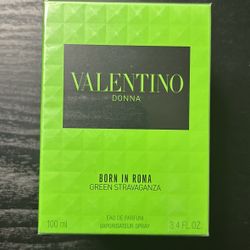 VALENTINO
DONNA
BORN IN ROMA
GREEN STRAVAGANZA
EAU DE PARFUM
100 ml VAPORISATEUR SPRAY 3.4 FL.OZ.